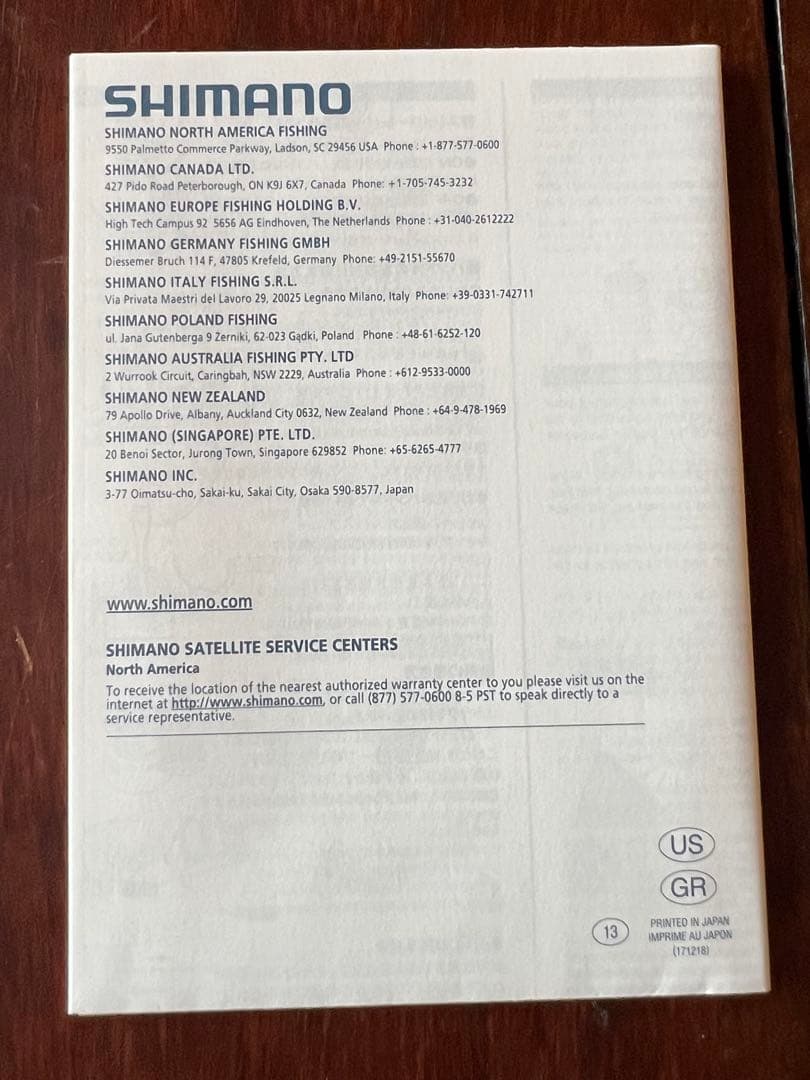 SHIMANO
SHIMANO NORTH AMERICA FISHING
9550 Palmetto Commerce Parkway, Ladson, SC 29456 USA Phone : +1-877-577-0600
SHIMANO CANADA LTD.
427 Pido Road Peterborough, ON K9J 6X7, Canada Phone: +1-705-745-3232
SHIMANO EUROPE FISHING HOLDING B.V.
High Tech Campus 92 5656 AG Eindhoven, The Netherlands Phone : +31-040-2612222
SHIMANO GERMANY FISHING GMBH
Diessemer Bruch 114 F, 47805 Krefeld, Germany Phone: +49-2151-55670
SHIMANO ITALY FISHING S.R.L.
Via Privata Maestri del Lavoro 29, 20025 Legnano Milano, Italy Phone: +39-0331-742711
SHIMANO POLAND FISHING
ul. Jana Gutenberga 9 Żerniki, 62-023 Gądki, Poland Phone : +48-61-6252-120
SHIMANO AUSTRALIA FISHING PTY. LTD
2 Wurrook Circuit, Caringbah, NSW 2229, Australia Phone : +612-9533-0000
SHIMANO NEW ZEALAND
79 Apollo Drive, Albany, Auckland City 0632, New Zealand Phone : +64-9-478-1969
SHIMANO (SINGAPORE) PTE. LTD.
20 Benoi Sector, Jurong Town, Singapore 629852 Phone: +65-6265-4777
SHIMANO INC.
3-77 Oimatsu-cho, Sakai-ku, Sakai City, Osaka 590-8577, Japan
www.shimano.com
SHIMANO SATELLITE SERVICE CENTERS
North America
To receive the location of the nearest authorized warranty center to you please visit us on the
internet at http://www.shimano.com, or call (877) 577-0600 8-5 PST to speak directly to a
service representative.
US
GR
13
PRINTED IN JAPAN
IMPRIME AU JAPON
(171218)